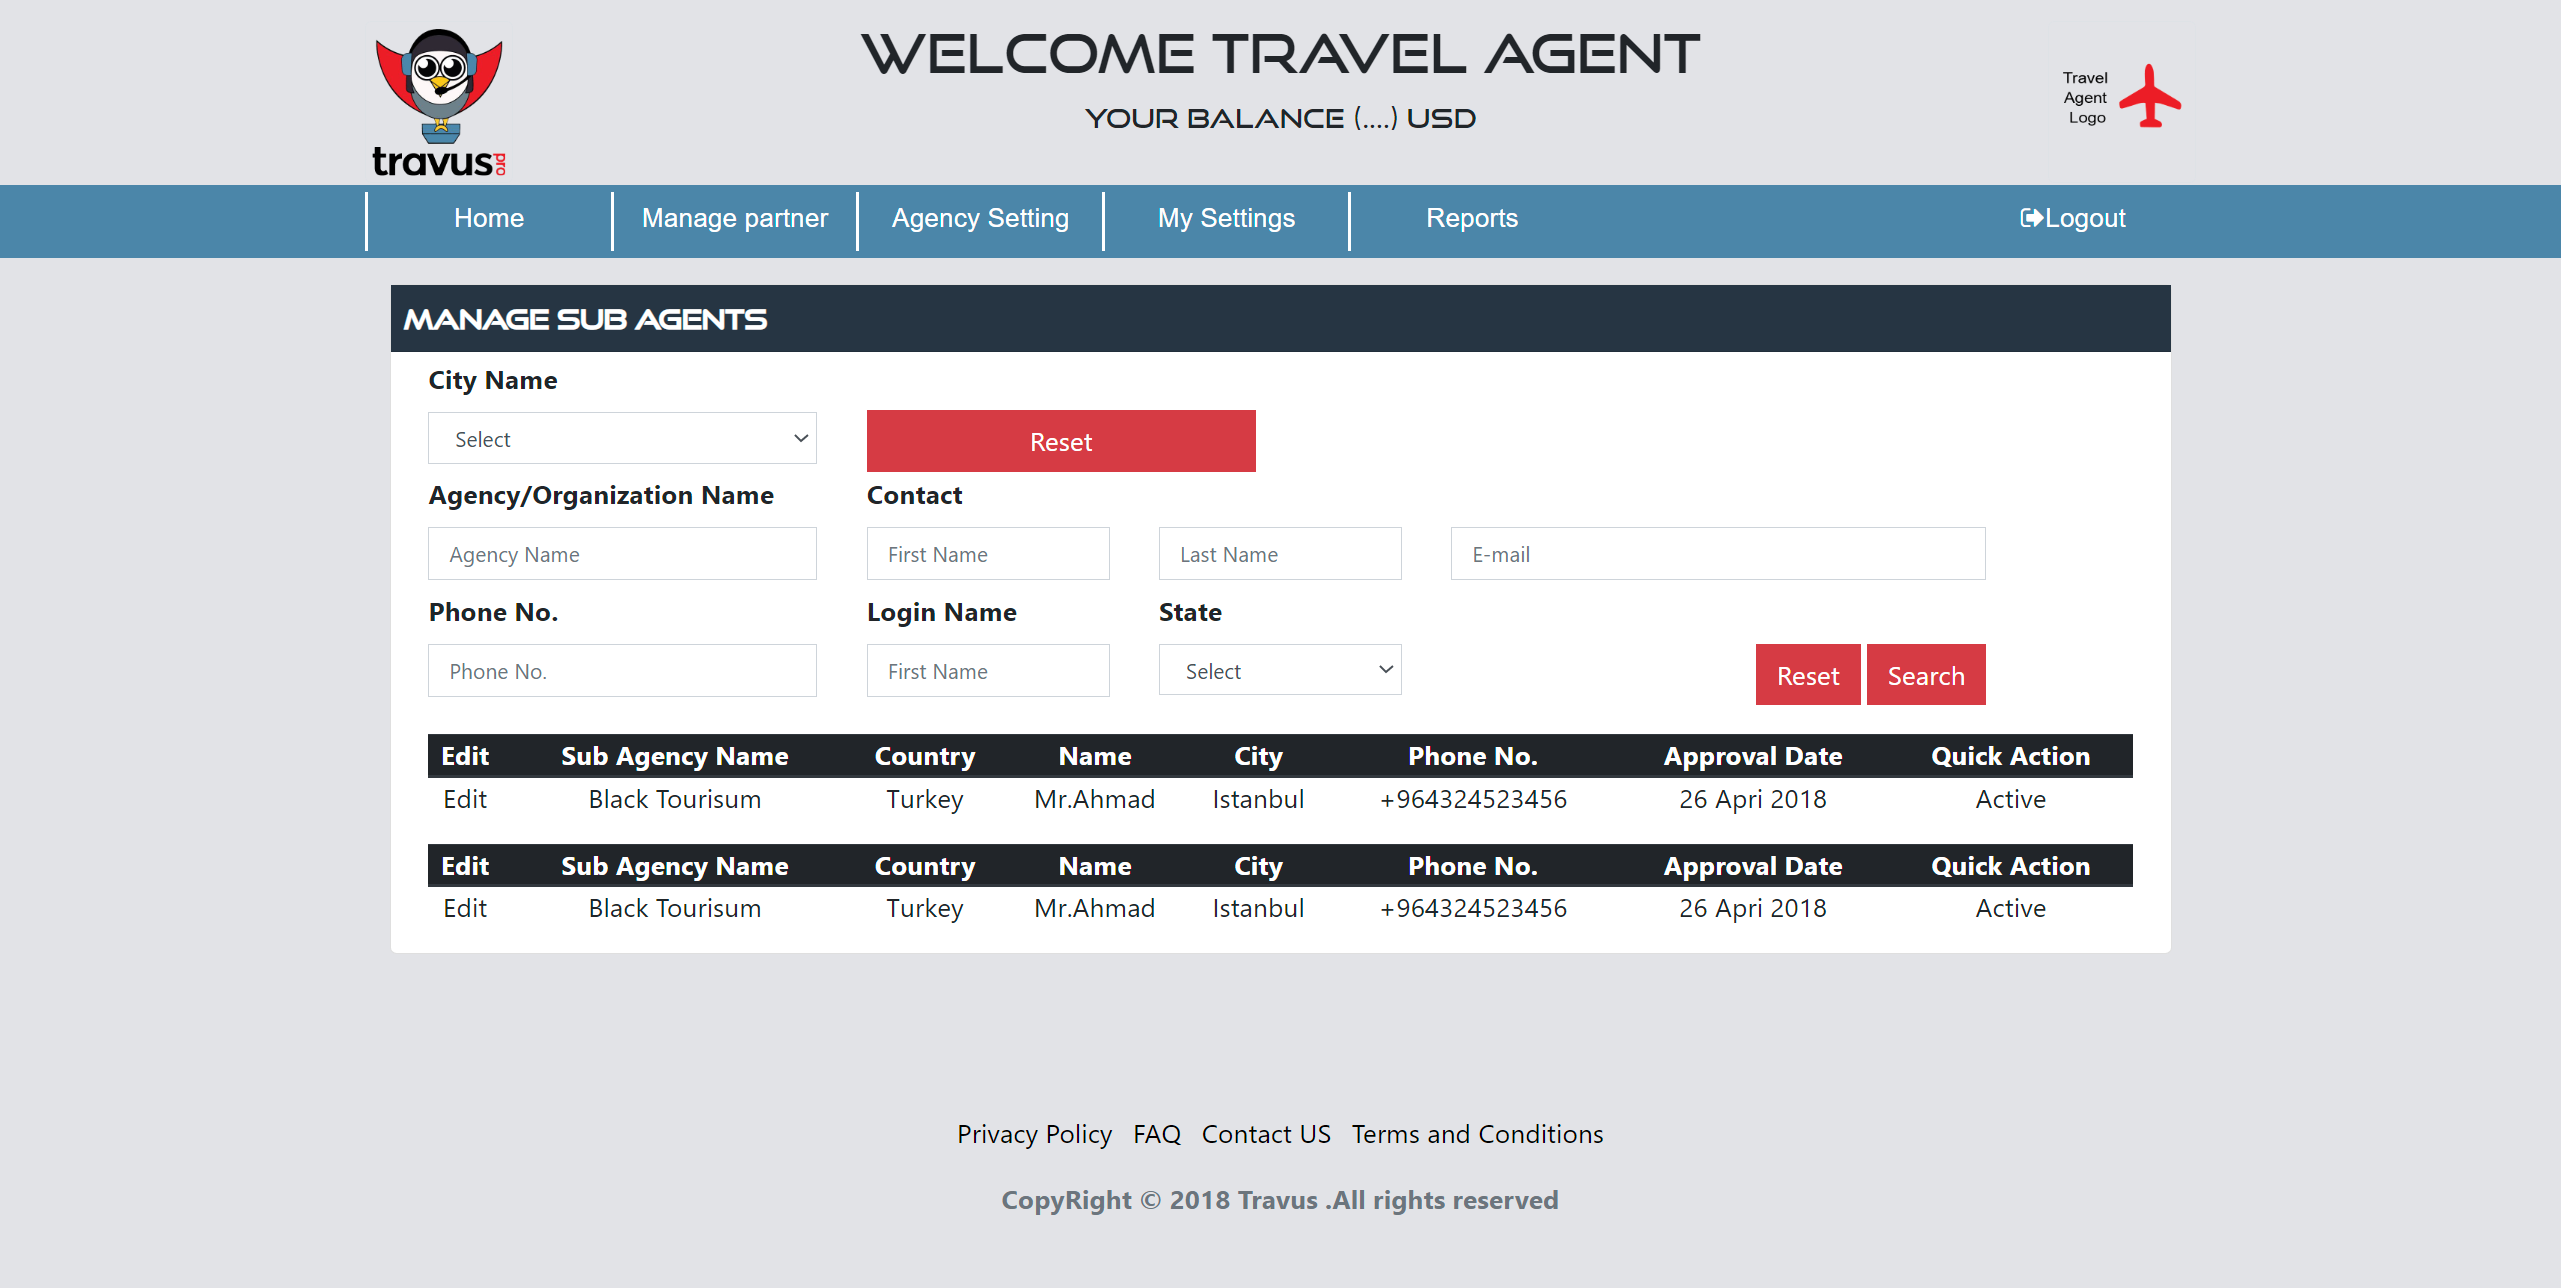 WELCOME TRAVEL AGENT
YOUR BALANCE (....) USD
travus pro
Travel
Agent
Logo
Home Manage partner Agency Setting My Settings Reports Logout
MANAGE SUB AGENTS
City Name
Select Reset
Agency/Organization Name Contact
Agency Name First Name Last Name E-mail
Phone No. Login Name State
Phone No. First Name Select Reset Search
Edit Sub Agency Name Country Name City Phone No. Approval Date Quick Action
Edit Black Tourisum Turkey Mr.Ahmad Istanbul +964324523456 26 Apri 2018 Active
Edit Sub Agency Name Country Name City Phone No. Approval Date Quick Action
Edit Black Tourisum Turkey Mr.Ahmad Istanbul +964324523456 26 Apri 2018 Active
Privacy Policy FAQ Contact US Terms and Conditions
CopyRight © 2018 Travus .All rights reserved